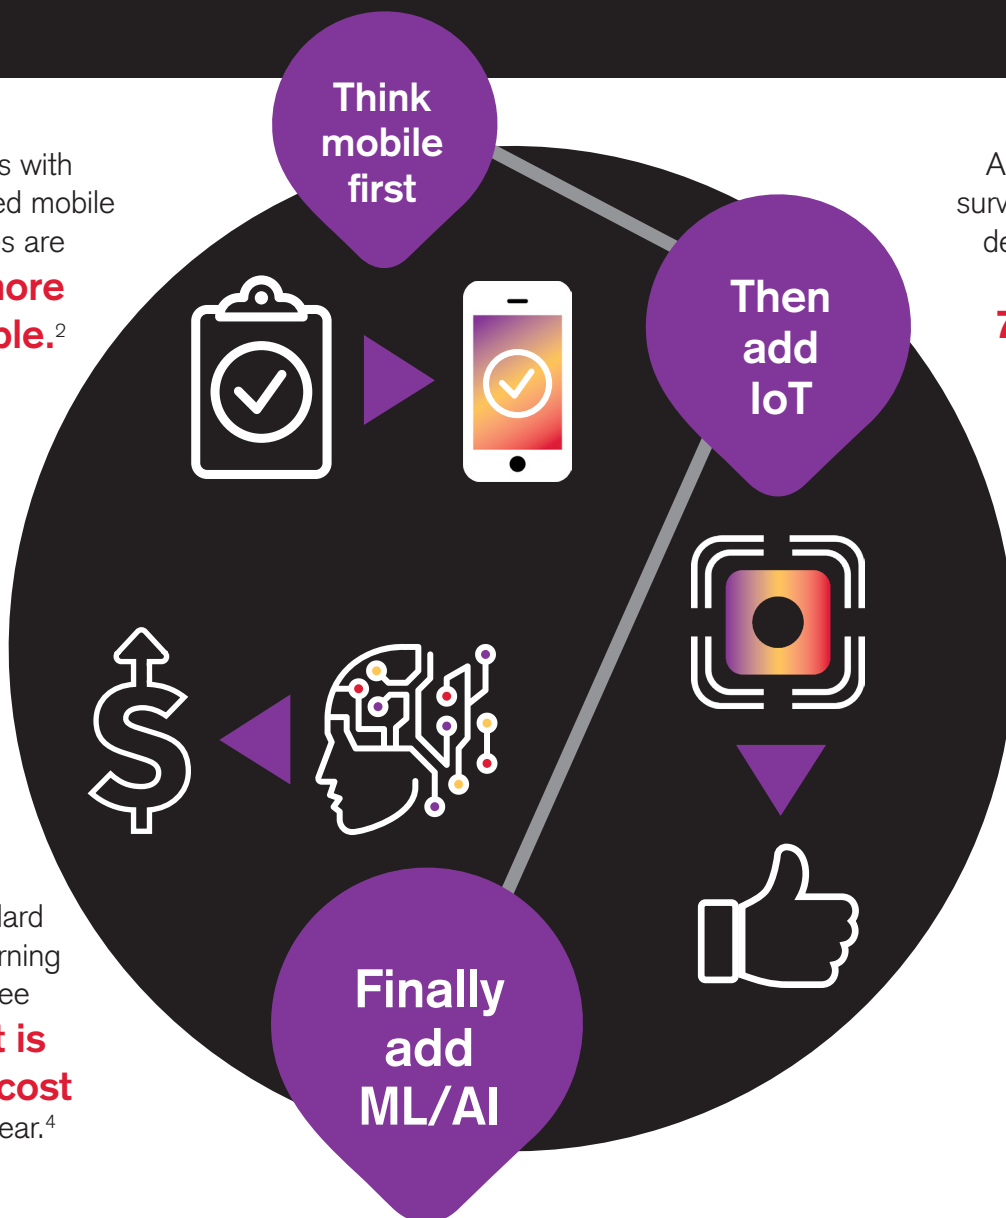 Think
mobile
first
s with
ed mobile
s are
nore
ble.²
A
surv
de
7
Then
add
IoT
lard
rning
ee
t is
cost
ear.⁴
Finally
add
ML/AI